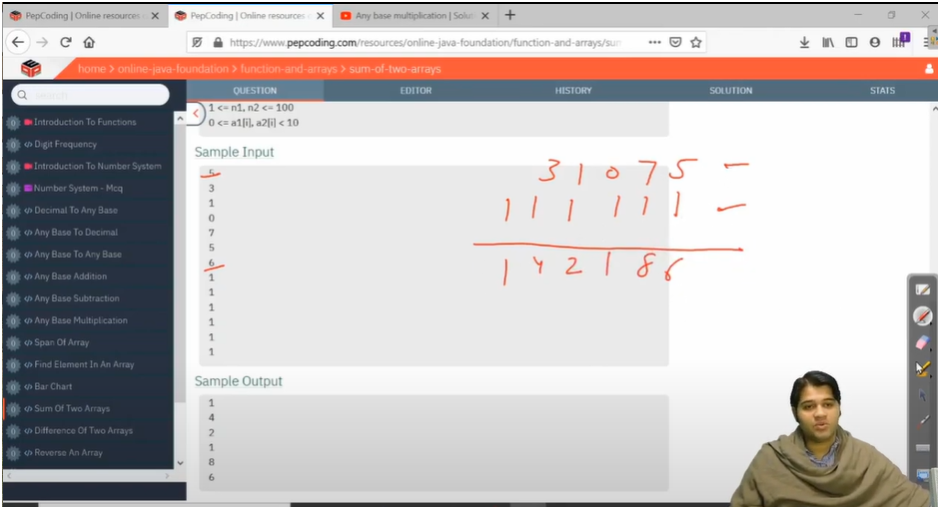 PepCoding | Online resources
PepCoding | Online resources
Any base multiplication | Soluti
https://www.pepcoding.com/resources/online-java-foundation/function-and-arrays/sum
home > online-java-foundation > function-and-arrays > sum-of-two-arrays
Search
QUESTION EDITOR HISTORY SOLUTION STATS
Introduction To Functions
Digit Frequency
Introduction To Number System
Number System - Mcq
Decimal To Any Base
Any Base To Decimal
Any Base To Any Base
Any Base Addition
Any Base Subtraction
Any Base Multiplication
Span Of Array
Find Element In An Array
Bar Chart
Sum Of Two Arrays
Difference Of Two Arrays
Reverse An Array
1 <= n1, n2 <= 100
0 <= a1[i], a2[i] < 10
Sample Input
5
3
1
0
7
5
6
1
1
1
1
1
1
Sample Output
1
4
2
1
8
6
3 1 0 7 5 –
1 1 1 1 1 1 –
1 4 2 1 8 6